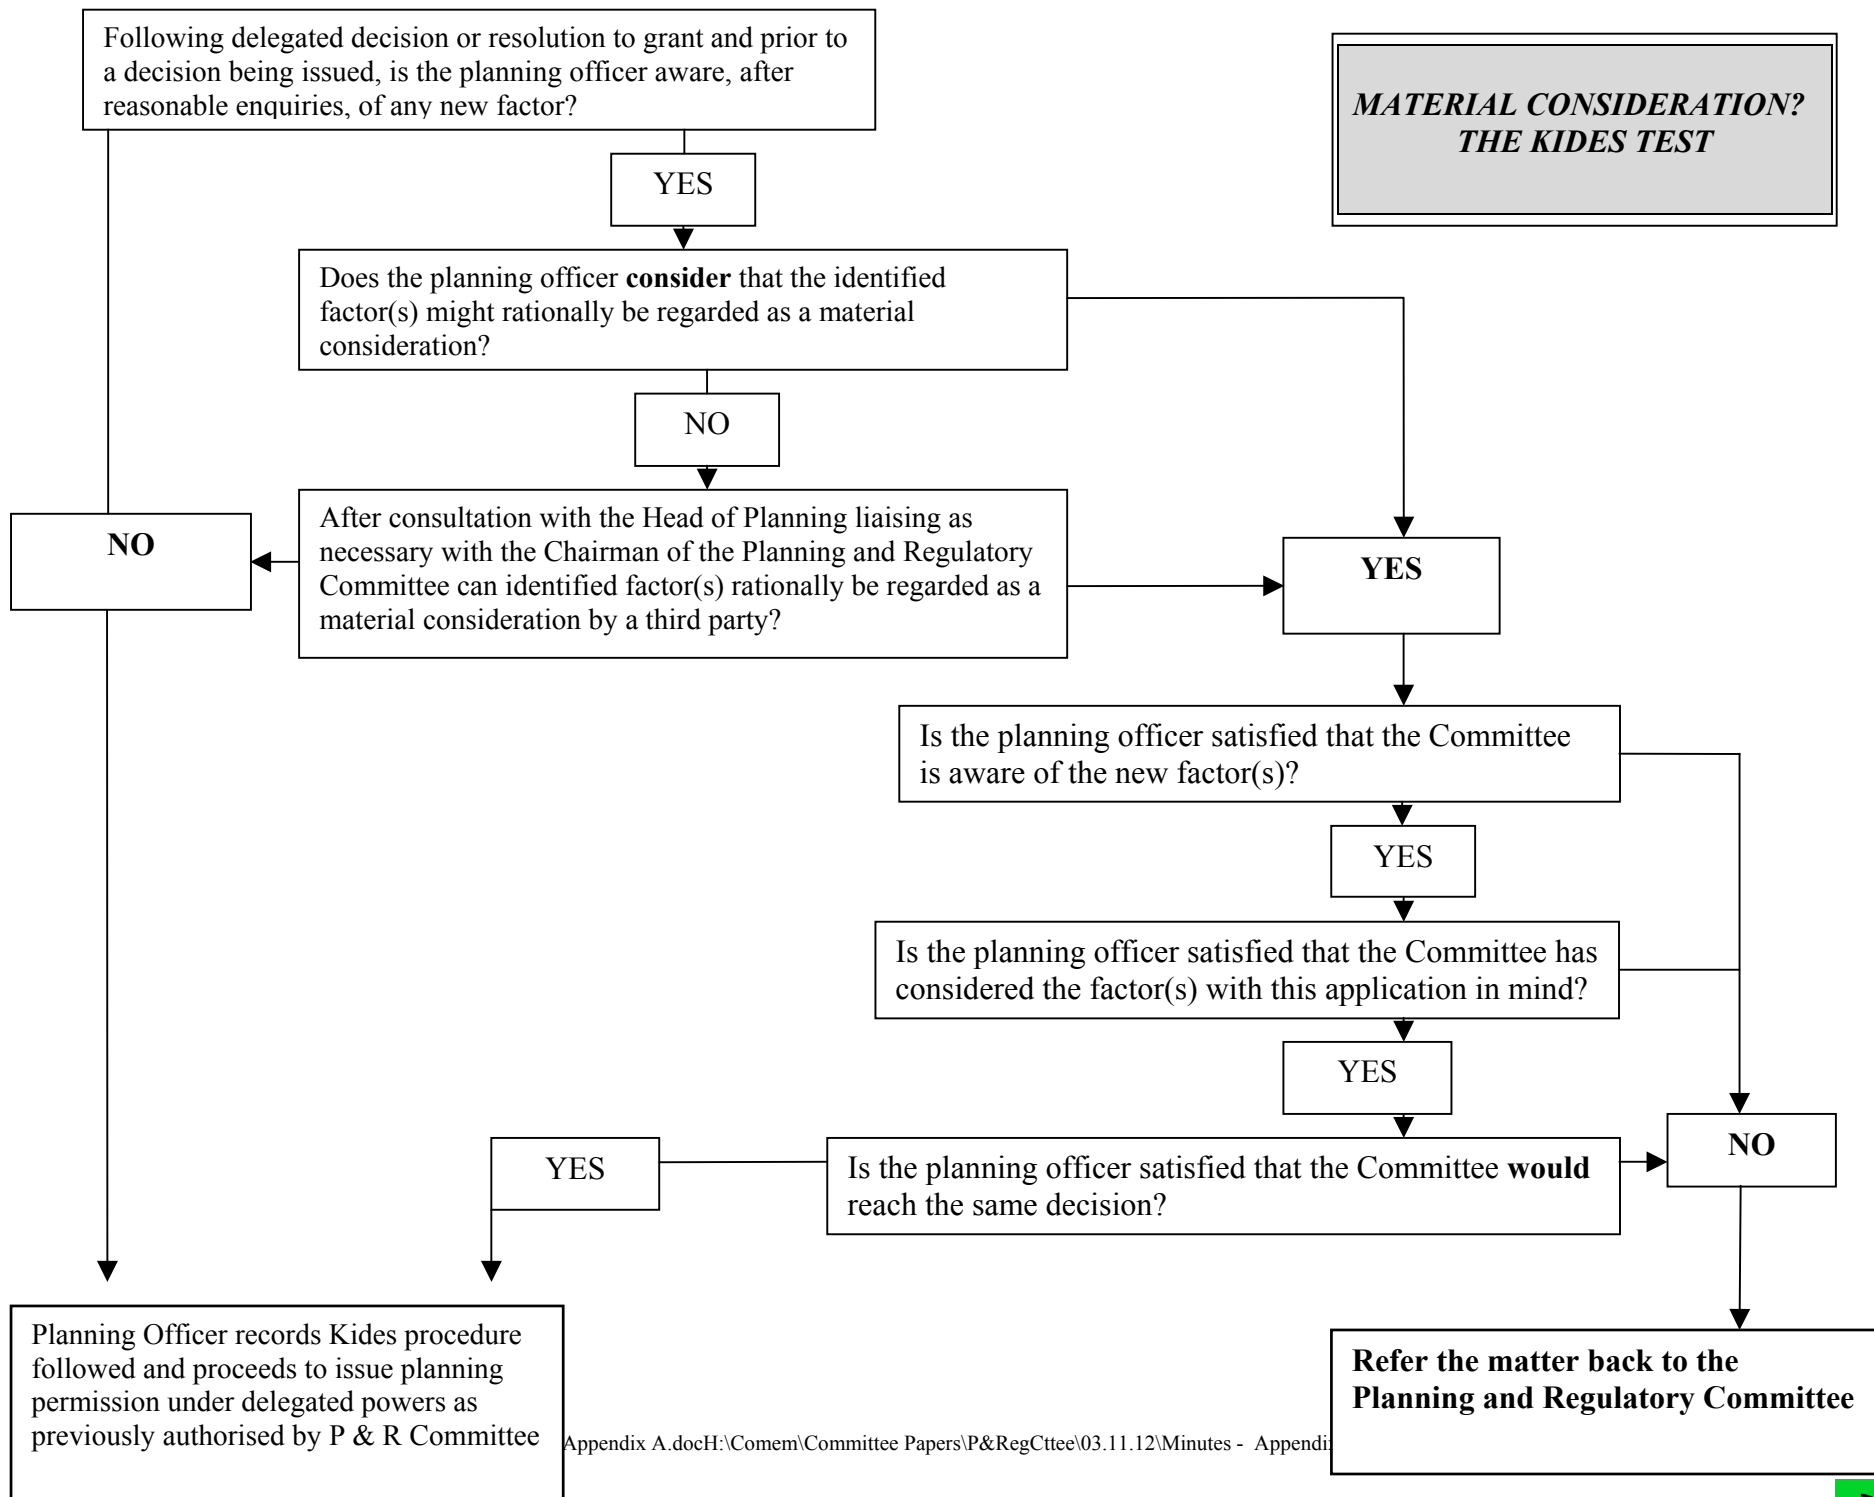 Following delegated decision or resolution to grant and prior to
a decision being issued, is the planning officer aware, after
reasonable enquiries, of any new factor?
MATERIAL CONSIDERATION?
THE KIDES TEST
YES
Does the planning officer consider that the identified
factor(s) might rationally be regarded as a material
consideration?
NO
After consultation with the Head of Planning liaising as
necessary with the Chairman of the Planning and Regulatory
Committee can identified factor(s) rationally be regarded as a
material consideration by a third party?
NO
YES
Is the planning officer satisfied that the Committee
is aware of the new factor(s)?
YES
Is the planning officer satisfied that the Committee has
considered the factor(s) with this application in mind?
YES
Is the planning officer satisfied that the Committee would
reach the same decision?
YES
NO
Planning Officer records Kides procedure
followed and proceeds to issue planning
permission under delegated powers as
previously authorised by P & R Committee
Refer the matter back to the
Planning and Regulatory Committee
Appendix A.docH:\Comem\Committee Papers\P&RegCttee\03.11.12\Minutes - Appendi